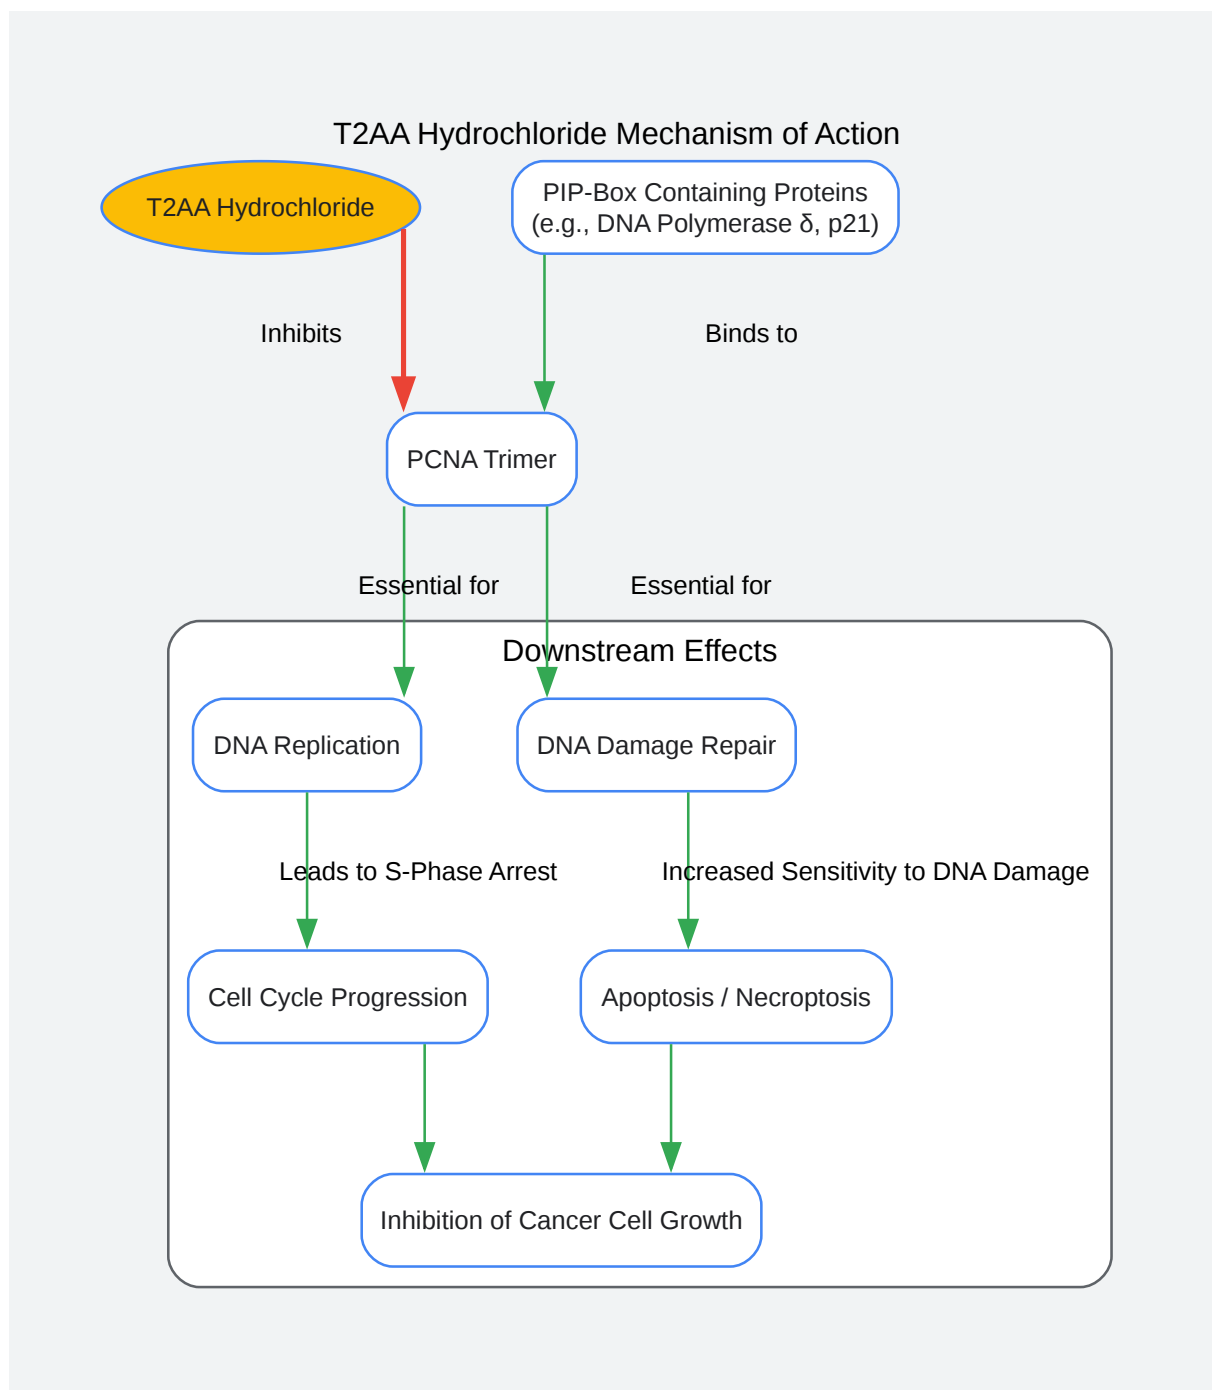 T2AA Hydrochloride Mechanism of Action
T2AA Hydrochloride
PIP-Box Containing Proteins
(e.g., DNA Polymerase δ, p21)
Inhibits
Binds to
PCNA Trimer
Essential for
Essential for
Downstream Effects
DNA Replication
DNA Damage Repair
Leads to S-Phase Arrest
Increased Sensitivity to DNA Damage
Cell Cycle Progression
Apoptosis / Necroptosis
Inhibition of Cancer Cell Growth